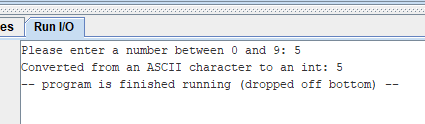 es Run I/O
Please enter a number between 0 and 9: 5
Converted from an ASCII character to an int: 5
-- program is finished running (dropped off bottom) --